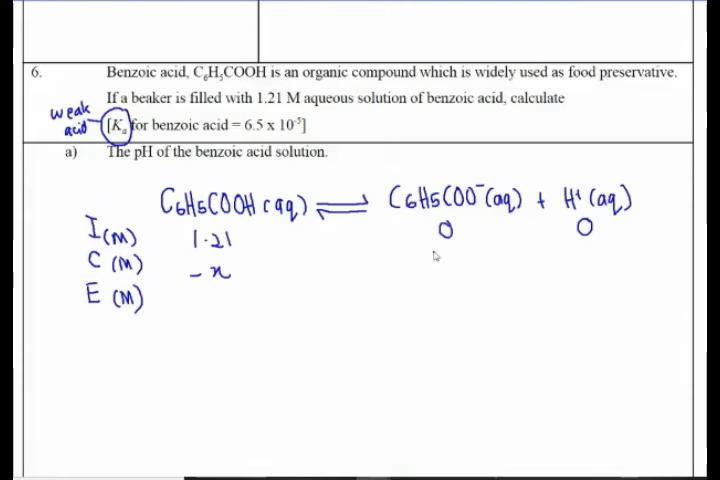 6. Benzoic acid, C₆H₅COOH is an organic compound which is widely used as food preservative.
If a beaker is filled with 1.21 M aqueous solution of benzoic acid, calculate
weak acid [Kₐ for benzoic acid = 6.5 x 10⁻⁵]
a) The pH of the benzoic acid solution.
C₆H₅COOH (aq) ⇌ C₆H₅COO⁻ (aq) + H⁺ (aq)
I (M) 1.21 0 0
C (M) - x
E (M)